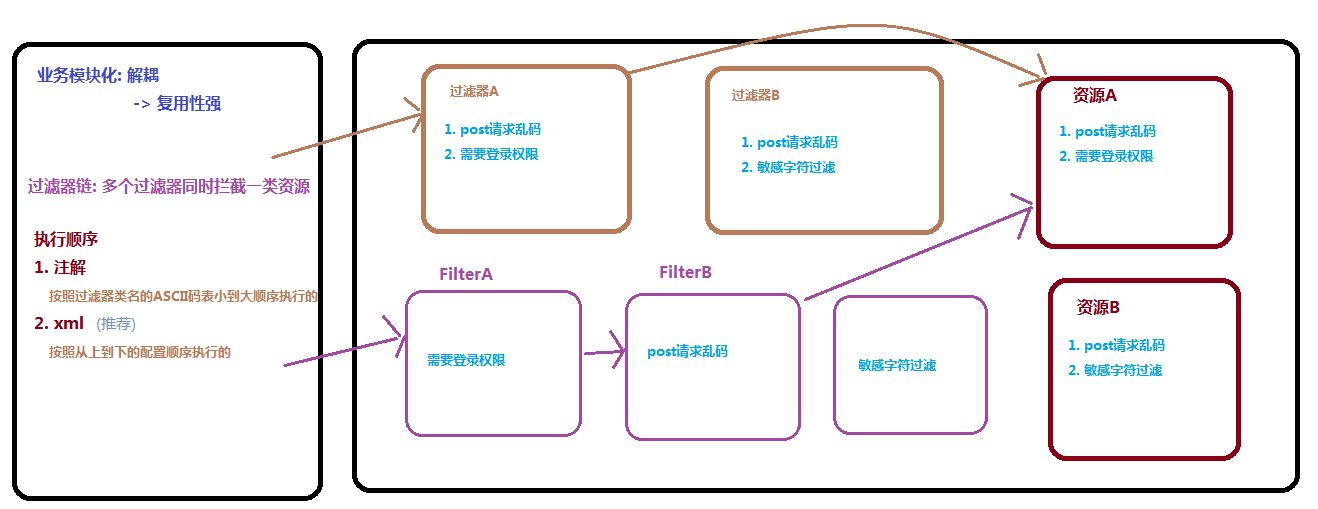 业务模块化: 解耦
-> 复用性强
过滤器链: 多个过滤器同时拦截一类资源
执行顺序
1. 注解
按照过滤器类名的ASCII码表小到大顺序执行的
2. xml (推荐)
按照从上到下的配置顺序执行的
过滤器A
1. post请求乱码
2. 需要登录权限
过滤器B
1. post请求乱码
2. 敏感字符过滤
资源A
1. post请求乱码
2. 需要登录权限
FilterA
需要登录权限
FilterB
post请求乱码
敏感字符过滤
资源B
1. post请求乱码
2. 敏感字符过滤